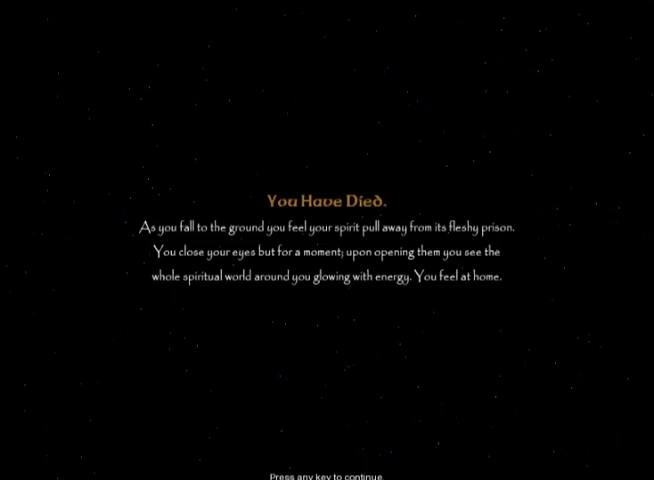 You Have Died.
As you fall to the ground you feel your spirit pull away from its fleshy prison.
You close your eyes but for a moment; upon opening them you see the
whole spiritual world around you glowing with energy. You feel at home.
Press any key to continue.